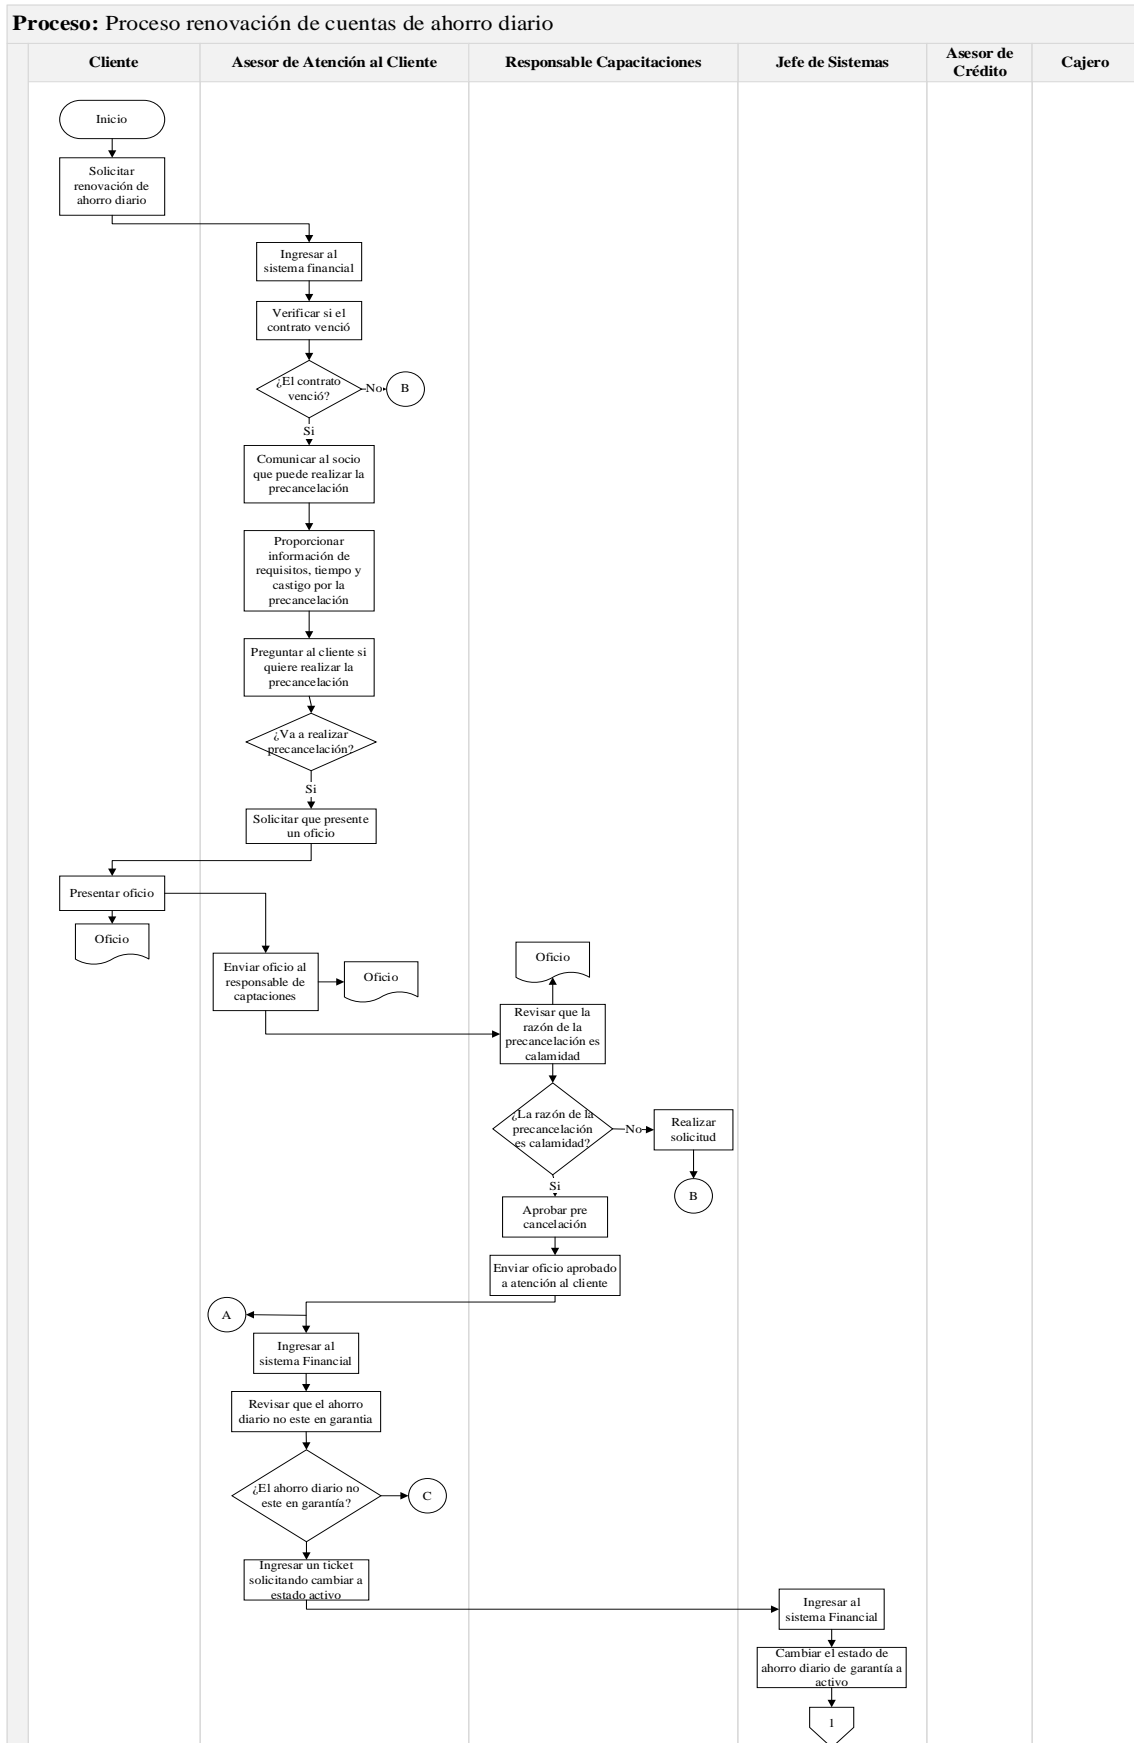 Proceso: Proceso renovación de cuentas de ahorro diario
Cliente
Asesor de Atención al Cliente
Responsable Capacitaciones
Jefe de Sistemas
Asesor de
Crédito
Cajero
Inicio
Solicitar
renovación de
ahorro diario
Ingresar al
sistema financial
Verificar si el
contrato venció
¿El contrato
venció?
No
B
Si
Comunicar al socio
que puede realizar la
precancelación
Proporcionar
información de
requisitos, tiempo y
castigo por la
precancelación
Preguntar al cliente si
quiere realizar la
precancelación
¿Va a realizar
precancelación?
Si
Solicitar que presente
un oficio
Presentar oficio
Oficio
Enviar oficio al
responsable de
captaciones
Oficio
Oficio
Revisar que la
razón de la
precancelación es
calamidad
¿La razón de la
precancelación
es calamidad?
No
Realizar
solicitud
B
Si
Aprobar pre
cancelación
Enviar oficio aprobado
a atención al cliente
A
Ingresar al
sistema Financial
Revisar que el ahorro
diario no este en garantia
¿El ahorro diario no
este en garantía?
C
Ingresar un ticket
solicitando cambiar a
estado activo
Ingresar al
sistema Financial
Cambiar el estado de
ahorro diario de garantía a
activo
1